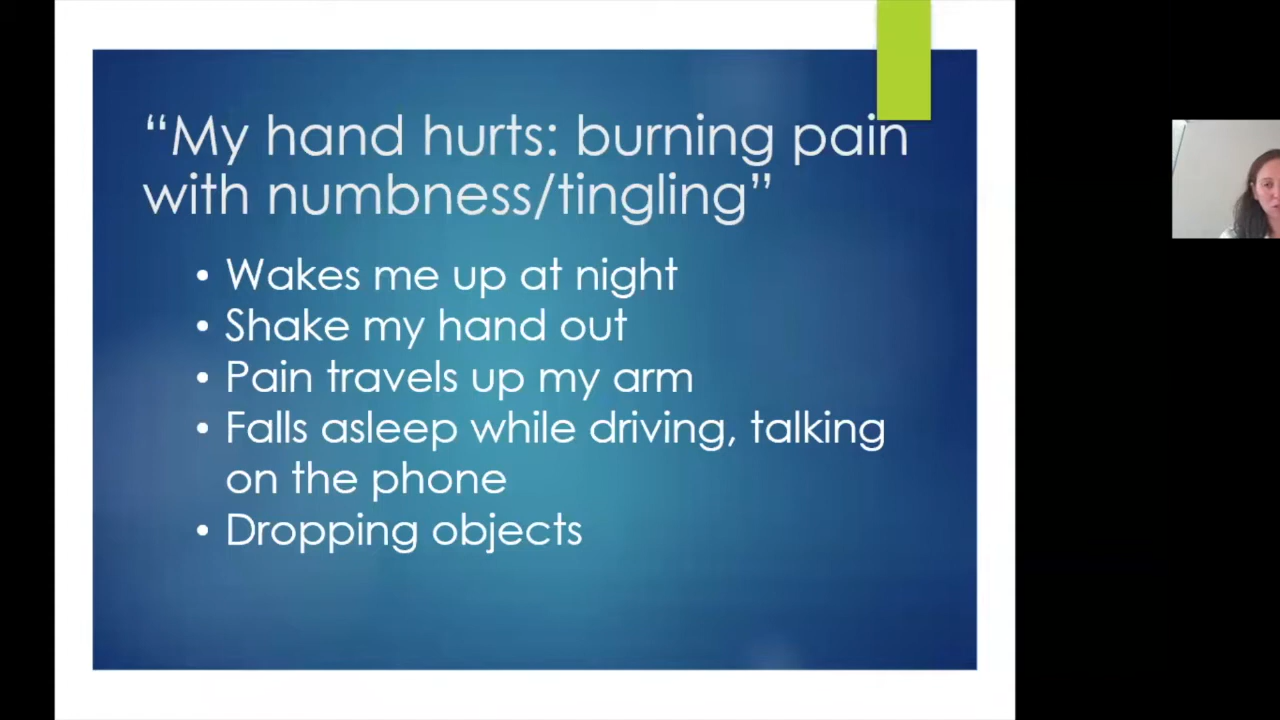 “My hand hurts: burning pain
with numbness/tingling”
• Wakes me up at night
• Shake my hand out
• Pain travels up my arm
• Falls asleep while driving, talking
on the phone
• Dropping objects